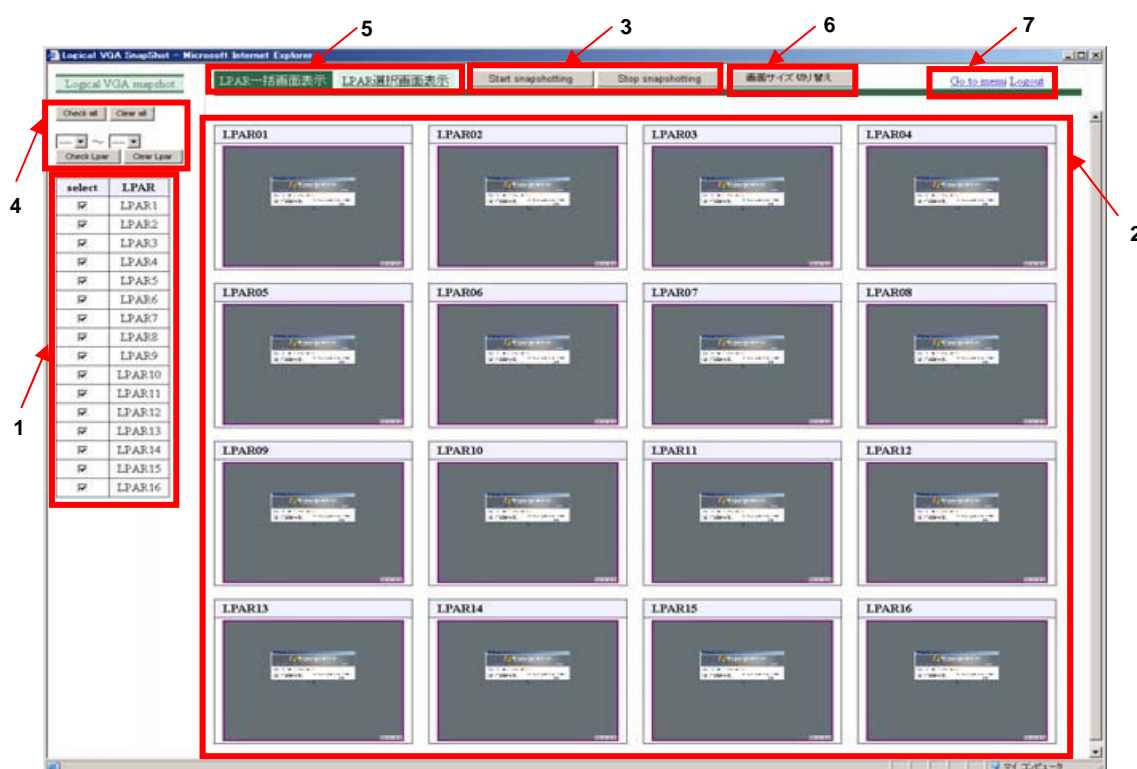 5
3
6
7
Logical VGA SnapShot - Microsoft Internet Explorer
Logical VGA snapshot
LPAR一括画面表示 LPAR選択画面表示
Start snapshotting
Stop snapshotting
画面サイズ切り替え
Go to menu Logout
Check all
Clear all
--- ～ ---
Check Lpar
Clear Lpar
4
2
1
select LPAR
LPAR1
LPAR2
LPAR3
LPAR4
LPAR5
LPAR6
LPAR7
LPAR8
LPAR9
LPAR10
LPAR11
LPAR12
LPAR13
LPAR14
LPAR15
LPAR16
LPAR01
LPAR02
LPAR03
LPAR04
LPAR05
LPAR06
LPAR07
LPAR08
LPAR09
LPAR10
LPAR11
LPAR12
LPAR13
LPAR14
LPAR15
LPAR16
マイ コンピュータ